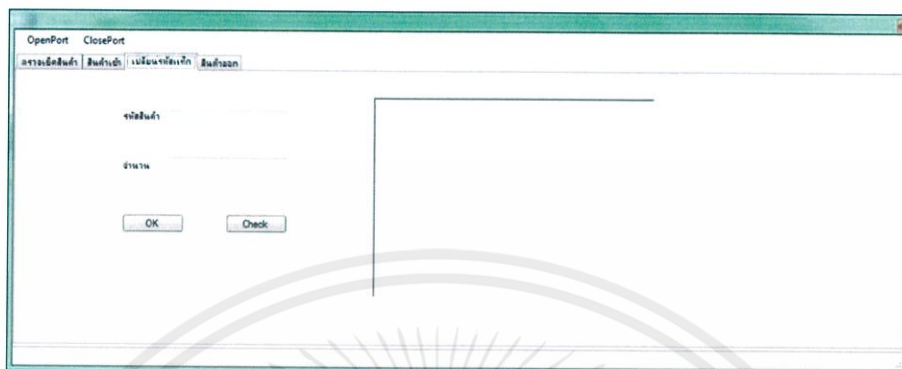 OpenPort ClosePort
ตรวจเช็คสินค้า สินค้าเข้า เปลี่ยนรหัสแท็ก สินค้าออก
รหัสสินค้า
จำนวน
OK Check